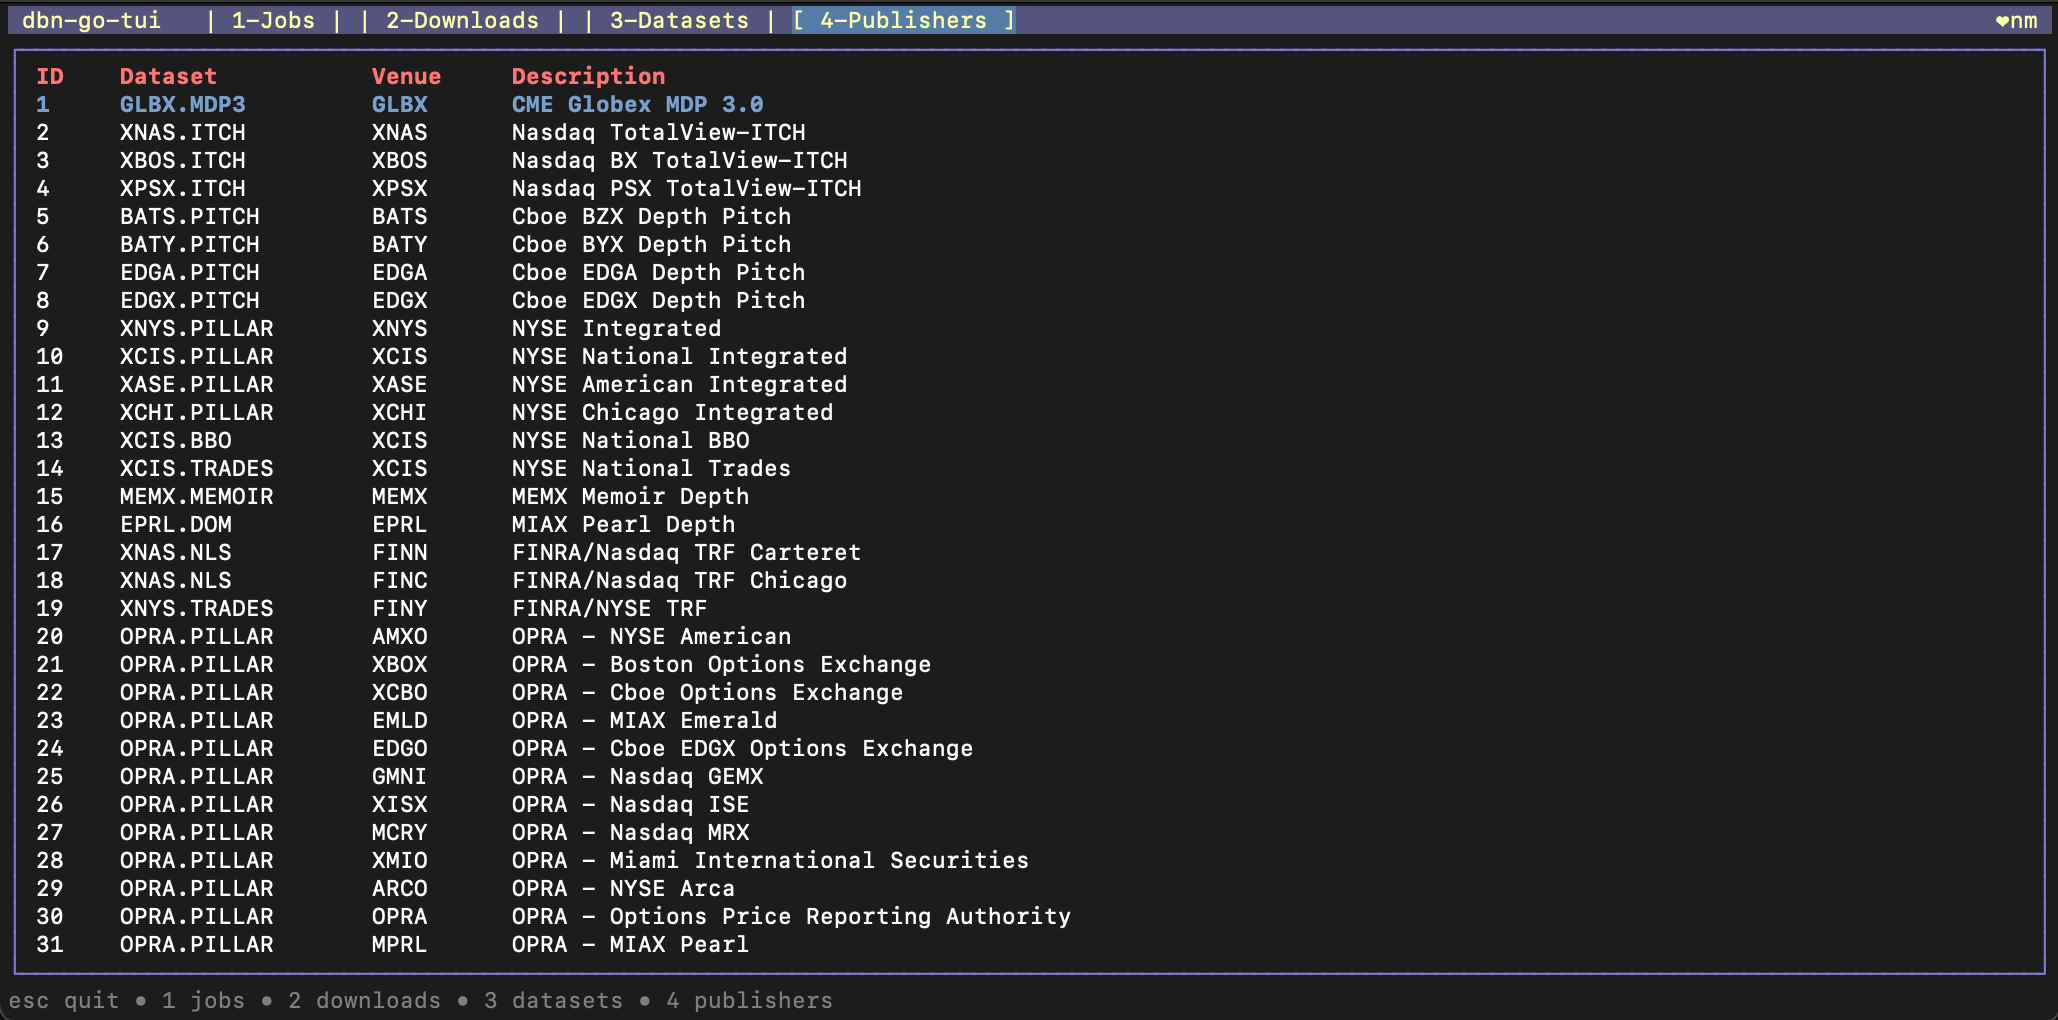 dbn-go-tui | 1-Jobs | | 2-Downloads | | 3-Datasets | [ 4-Publishers ] ❤nm
ID Dataset Venue Description
1 GLBX.MDP3 GLBX CME Globex MDP 3.0
2 XNAS.ITCH XNAS Nasdaq TotalView-ITCH
3 XBOS.ITCH XBOS Nasdaq BX TotalView-ITCH
4 XPSX.ITCH XPSX Nasdaq PSX TotalView-ITCH
5 BATS.PITCH BATS Cboe BZX Depth Pitch
6 BATY.PITCH BATY Cboe BYX Depth Pitch
7 EDGA.PITCH EDGA Cboe EDGA Depth Pitch
8 EDGX.PITCH EDGX Cboe EDGX Depth Pitch
9 XNYS.PILLAR XNYS NYSE Integrated
10 XCIS.PILLAR XCIS NYSE National Integrated
11 XASE.PILLAR XASE NYSE American Integrated
12 XCHI.PILLAR XCHI NYSE Chicago Integrated
13 XCIS.BBO XCIS NYSE National BBO
14 XCIS.TRADES XCIS NYSE National Trades
15 MEMX.MEMOIR MEMX MEMX Memoir Depth
16 EPRL.DOM EPRL MIAX Pearl Depth
17 XNAS.NLS FINN FINRA/Nasdaq TRF Carteret
18 XNAS.NLS FINC FINRA/Nasdaq TRF Chicago
19 XNYS.TRADES FINY FINRA/NYSE TRF
20 OPRA.PILLAR AMXO OPRA - NYSE American
21 OPRA.PILLAR XBOX OPRA - Boston Options Exchange
22 OPRA.PILLAR XCBO OPRA - Cboe Options Exchange
23 OPRA.PILLAR EMLD OPRA - MIAX Emerald
24 OPRA.PILLAR EDGO OPRA - Cboe EDGX Options Exchange
25 OPRA.PILLAR GMNI OPRA - Nasdaq GEMX
26 OPRA.PILLAR XISX OPRA - Nasdaq ISE
27 OPRA.PILLAR MCRY OPRA - Nasdaq MRX
28 OPRA.PILLAR XMIO OPRA - Miami International Securities
29 OPRA.PILLAR ARCO OPRA - NYSE Arca
30 OPRA.PILLAR OPRA OPRA - Options Price Reporting Authority
31 OPRA.PILLAR MPRL OPRA - MIAX Pearl
esc quit • 1 jobs • 2 downloads • 3 datasets • 4 publishers